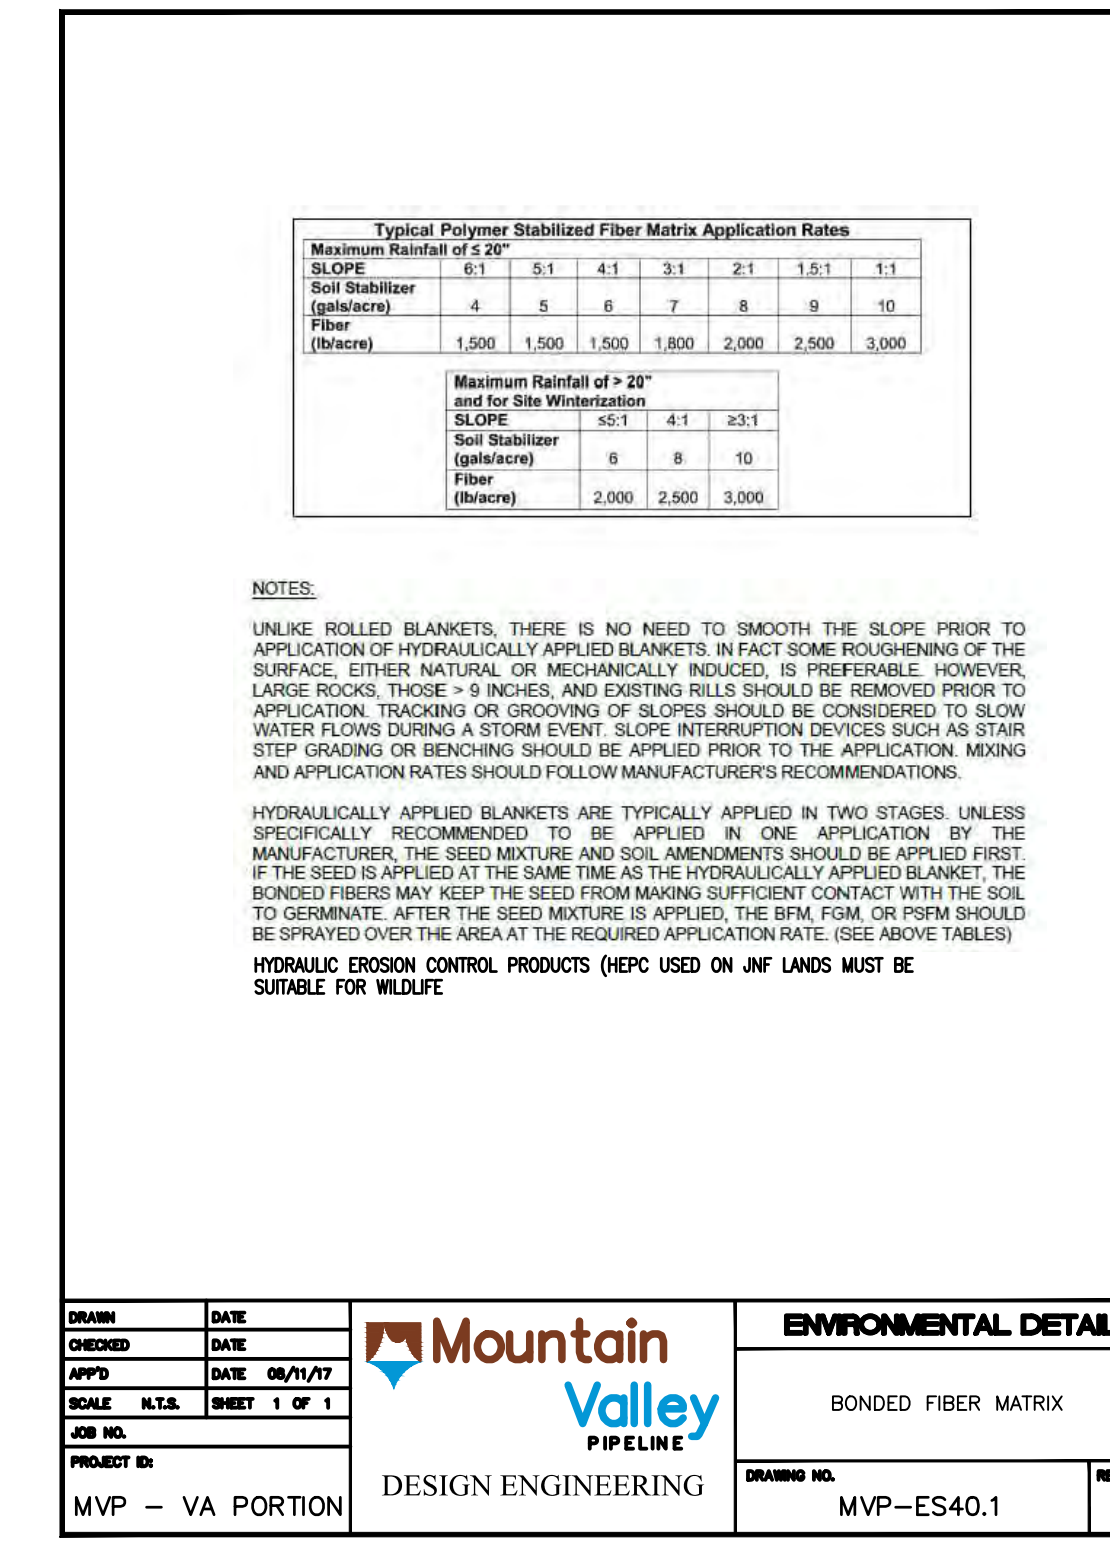 Typical Polymer Stabilized Fiber Matrix Application Rates
Maximum Rainfall of ≤ 20"
SLOPE 6:1 5:1 4:1 3:1 2:1 1.5:1 1:1
Soil Stabilizer
(gals/acre) 4 5 6 7 8 9 10
Fiber
(lb/acre) 1,500 1,500 1,500 1,800 2,000 2,500 3,000
Maximum Rainfall of > 20"
and for Site Winterization
SLOPE ≤5:1 4:1 ≥3:1
Soil Stabilizer
(gals/acre) 6 8 10
Fiber
(lb/acre) 2,000 2,500 3,000
NOTES:
UNLIKE ROLLED BLANKETS, THERE IS NO NEED TO SMOOTH THE SLOPE PRIOR TO
APPLICATION OF HYDRAULICALLY APPLIED BLANKETS. IN FACT SOME ROUGHENING OF THE
SURFACE, EITHER NATURAL OR MECHANICALLY INDUCED, IS PREFERABLE. HOWEVER,
LARGE ROCKS, THOSE > 9 INCHES, AND EXISTING RILLS SHOULD BE REMOVED PRIOR TO
APPLICATION. TRACKING OR GROOVING OF SLOPES SHOULD BE CONSIDERED TO SLOW
WATER FLOWS DURING A STORM EVENT. SLOPE INTERRUPTION DEVICES SUCH AS STAIR
STEP GRADING OR BENCHING SHOULD BE APPLIED PRIOR TO THE APPLICATION. MIXING
AND APPLICATION RATES SHOULD FOLLOW MANUFACTURER'S RECOMMENDATIONS.
HYDRAULICALLY APPLIED BLANKETS ARE TYPICALLY APPLIED IN TWO STAGES. UNLESS
SPECIFICALLY RECOMMENDED TO BE APPLIED IN ONE APPLICATION BY THE
MANUFACTURER, THE SEED MIXTURE AND SOIL AMENDMENTS SHOULD BE APPLIED FIRST.
IF THE SEED IS APPLIED AT THE SAME TIME AS THE HYDRAULICALLY APPLIED BLANKET, THE
BONDED FIBERS MAY KEEP THE SEED FROM MAKING SUFFICIENT CONTACT WITH THE SOIL
TO GERMINATE. AFTER THE SEED MIXTURE IS APPLIED, THE BFM, FGM, OR PSFM SHOULD
BE SPRAYED OVER THE AREA AT THE REQUIRED APPLICATION RATE. (SEE ABOVE TABLES)
HYDRAULIC EROSION CONTROL PRODUCTS (HEPC USED ON JNF LANDS MUST BE
SUITABLE FOR WILDLIFE
DRAWN DATE
CHECKED DATE
APP'D DATE 08/11/17
SCALE N.T.S. SHEET 1 OF 1
JOB NO.
PROJECT ID:
MVP - VA PORTION
Mountain
Valley
PIPELINE
DESIGN ENGINEERING
ENVIRONMENTAL DETAIL
BONDED FIBER MATRIX
DRAWING NO.
MVP-ES40.1